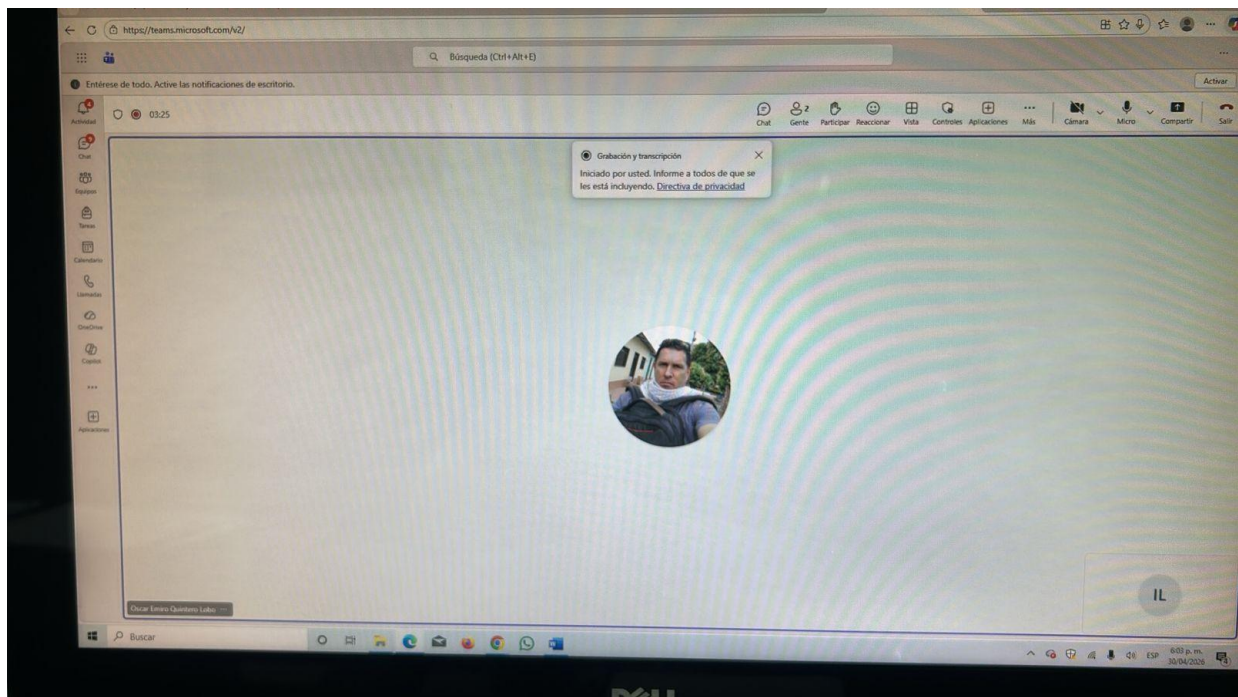 https://teams.microsoft.com/v2/
Búsqueda (Ctrl+Alt+E)
Entérese de todo. Active las notificaciones de escritorio.
Activar
Actividad
03:25
Chat
Gente
2
Participar
Reaccionar
Vista
Controles
Aplicaciones
Más
Cámara
Micro
Compartir
Salir
Chat
Equipos
Tareas
Calendario
Llamadas
OneDrive
Copilot
Aplicaciones
Grabación y transcripción
Iniciado por usted. Informe a todos de que se
les está incluyendo. Directiva de privacidad
IL
Oscar Emiro Quintero Lobo
Buscar
ESP
6:03 p. m.
30/04/2026
DELL